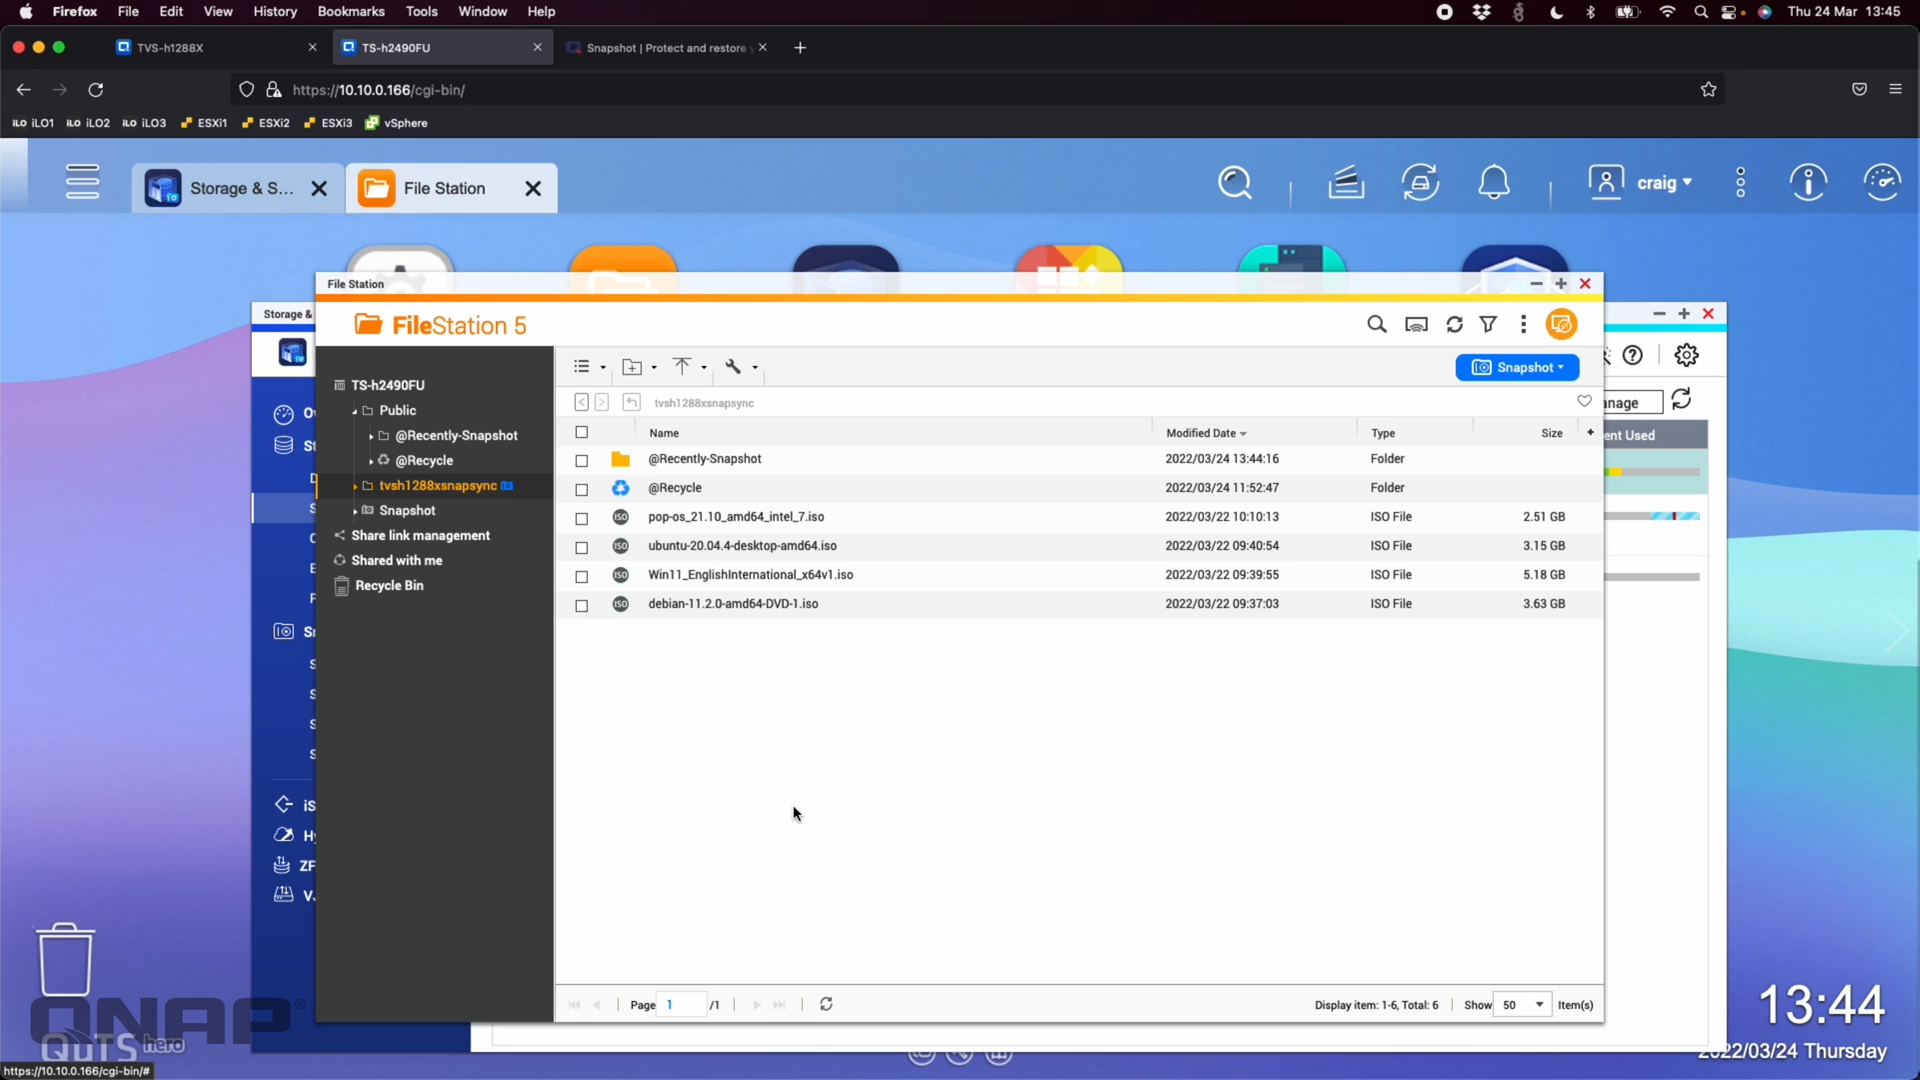 Firefox File Edit View History Bookmarks Tools Window Help
Thu 24 Mar 13:45
TVS-h1288X
TS-h2490FU
Snapshot | Protect and restore
https://10.10.0.166/cgi-bin/
iLO iLO1 iLO iLO2 iLO iLO3 ESXi1 ESXi2 ESXi3 vSphere
Storage & S...
File Station
craig
File Station
Storage &
FileStation 5
TS-h2490FU
Public
@Recently-Snapshot
@Recycle
tvsh1288xsnapsync
Snapshot
Share link management
Shared with me
Recycle Bin
Snapshot
tvsh1288xsnapsync
Name Modified Date Type Size
@Recently-Snapshot 2022/03/24 13:44:16 Folder
@Recycle 2022/03/24 11:52:47 Folder
ISO pop-os_21.10_amd64_intel_7.iso 2022/03/22 10:10:13 ISO File 2.51 GB
ISO ubuntu-20.04.4-desktop-amd64.iso 2022/03/22 09:40:54 ISO File 3.15 GB
ISO Win11_EnglishInternational_x64v1.iso 2022/03/22 09:39:55 ISO File 5.18 GB
ISO debian-11.2.0-amd64-DVD-1.iso 2022/03/22 09:37:03 ISO File 3.63 GB
Page 1 /1
Display item: 1-6, Total: 6
Show 50 Item(s)
13:44
2022/03/24 Thursday
QNAP
QuTS hero
https://10.10.0.166/cgi-bin/#